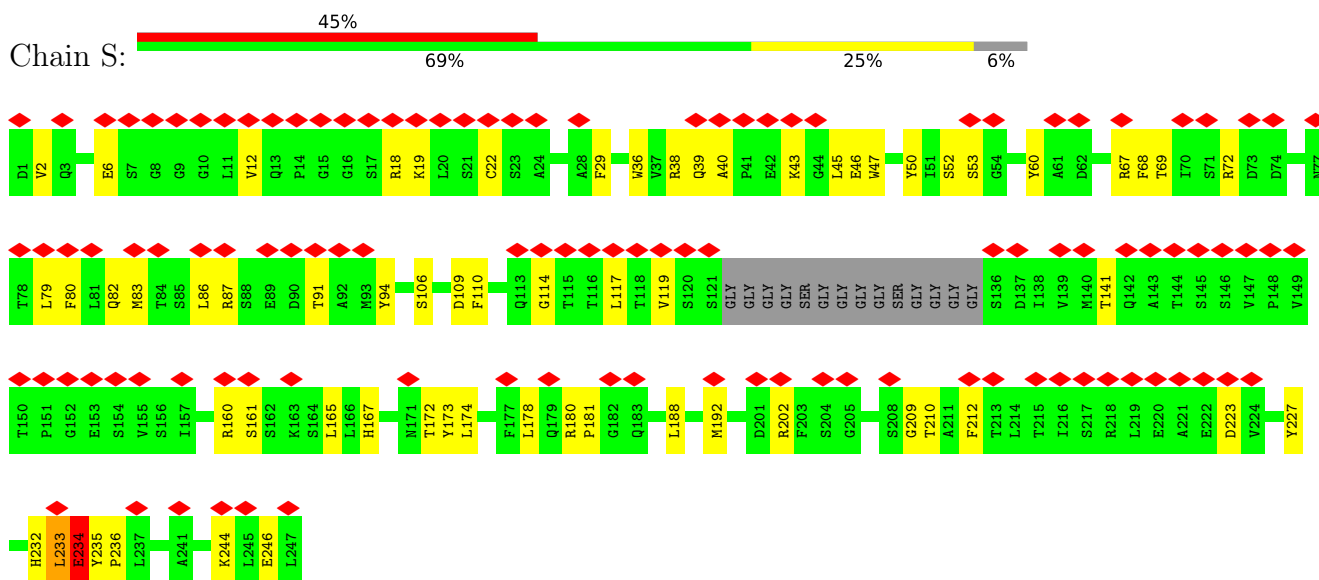 45%
Chain S:
69% 25% 6%
D1 V2 Q3 E6 S7 G8 G9 G10 L11 V12 Q13 P14 G15 G16 S17 R18 K19 L20 S21 C22 S23 A24 A28 F29 W36 V37 R38 Q39 A40 P41 E42 K43 G44 L45 E46 W47 Y50 I51 S52 S53 G54 Y60 A61 D62 R67 F68 T69 I70 S71 R72 D73 D74 N77
T78 L79 F80 L81 Q82 M83 T84 S85 L86 R87 S88 E89 D90 T91 A92 M93 Y94 S106 D109 F110 Q113 G114 T115 T116 L117 T118 V119 S120 S121 GLY GLY GLY SER GLY GLY GLY SER GLY GLY GLY S136 D137 I138 V139 M140 T141 Q142 A143 T144 S145 S146 V147 P148 V149
T150 P151 G152 E153 S154 V155 S156 I157 R160 S161 S162 K163 S164 L165 L166 H167 N171 T172 Y173 L174 F177 L178 Q179 R180 P181 G182 Q183 L188 M192 D201 R202 F203 S204 G205 S208 G209 T210 A211 F212 T213 L214 T215 I216 S217 R218 L219 E220 A221 E222 D223 V224 Y227
H232 L233 E234 Y235 P236 L237 A241 K244 L245 E246 L247